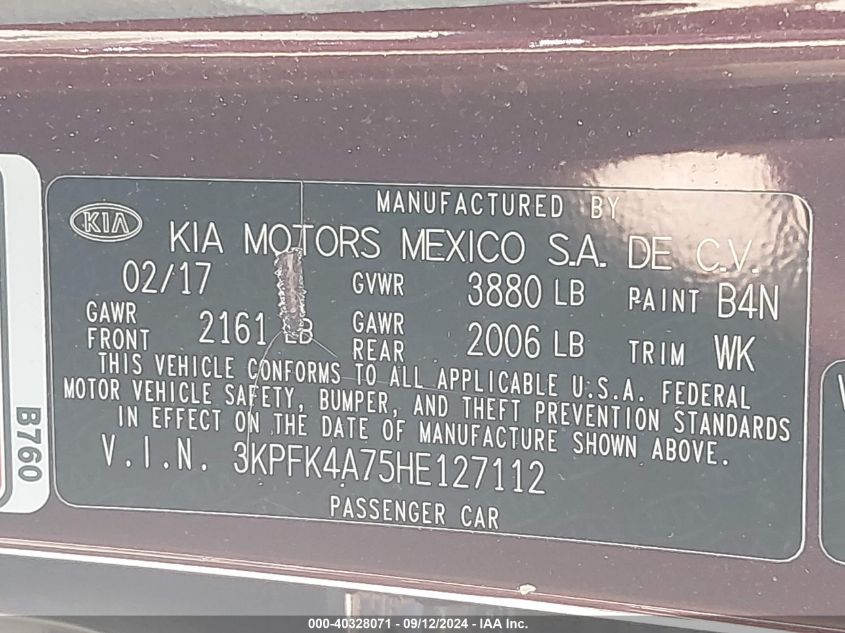 MANUFACTURED BY
KIA
KIA MOTORS MEXICO S.A. DE C.V.
02/17 GVWR 3880 LB PAINT B4N
GAWR FRONT 2161 LB GAWR REAR 2006 LB TRIM WK
THIS VEHICLE CONFORMS TO ALL APPLICABLE U.S.A. FEDERAL
MOTOR VEHICLE SAFETY, BUMPER, AND THEFT PREVENTION STANDARDS
IN EFFECT ON THE DATE OF MANUFACTURE SHOWN ABOVE.
V.I.N. 3KPFK4A75HE127112
PASSENGER CAR
B760
000-40328071 - 09/12/2024 - IAA Inc.